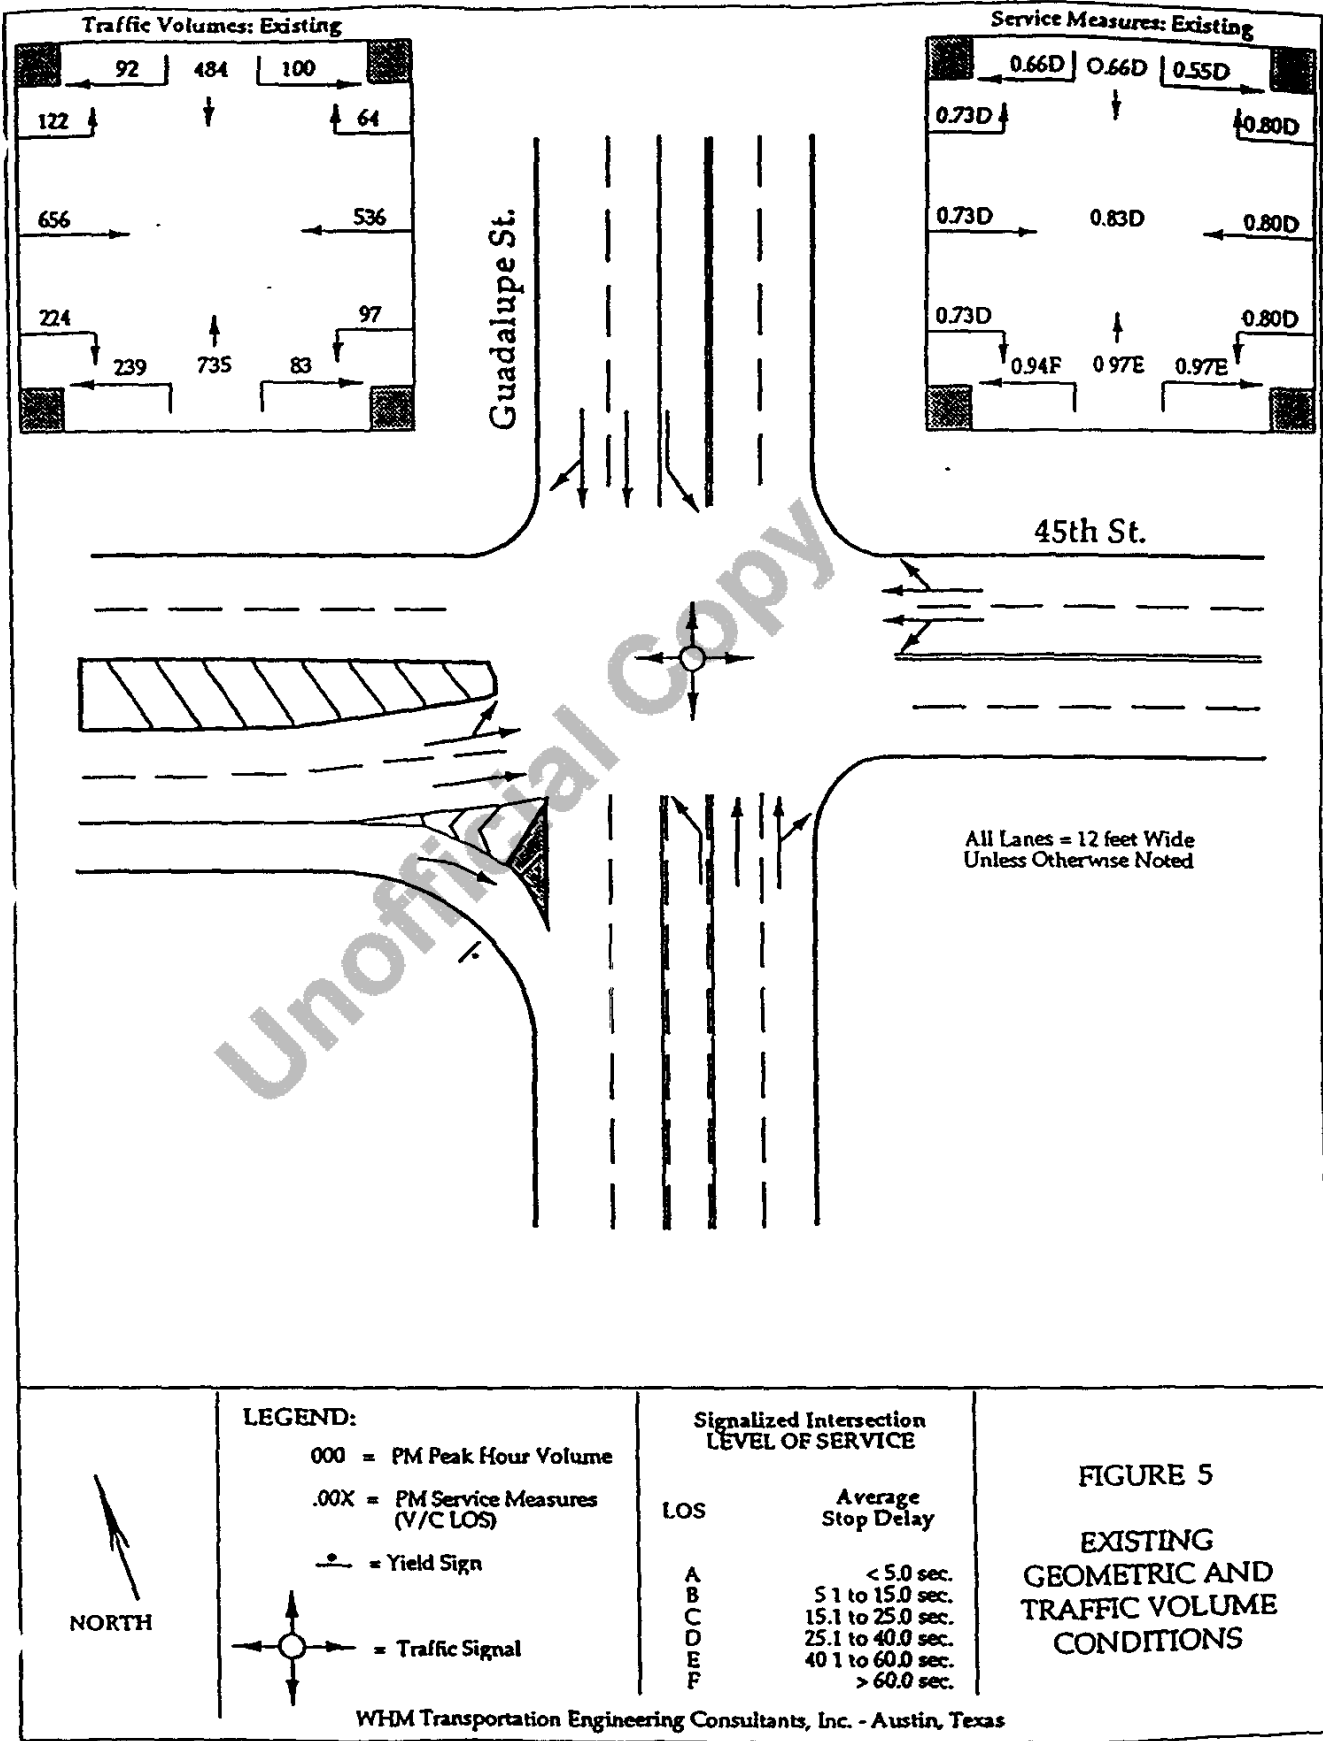 Traffic Volumes: Existing
92 484 100
122 64
656 536
224 97
239 735 83
Service Measures: Existing
0.66D 0.66D 0.55D
0.73D 0.80D
0.73D 0.83D 0.80D
0.73D 0.80D
0.94F 0 97E 0.97E
Guadalupe St.
45th St.
All Lanes = 12 feet Wide
Unless Otherwise Noted
Unofficial Copy
NORTH
LEGEND:
000 = PM Peak Hour Volume
.00X = PM Service Measures
(V/C LOS)
= Yield Sign
= Traffic Signal
Signalized Intersection
LEVEL OF SERVICE
LOS Average
Stop Delay
A < 5.0 sec.
B 5 1 to 15.0 sec.
C 15.1 to 25.0 sec.
D 25.1 to 40.0 sec.
E 40 1 to 60.0 sec.
F > 60.0 sec.
FIGURE 5
EXISTING
GEOMETRIC AND
TRAFFIC VOLUME
CONDITIONS
WHM Transportation Engineering Consultants, Inc. - Austin, Texas